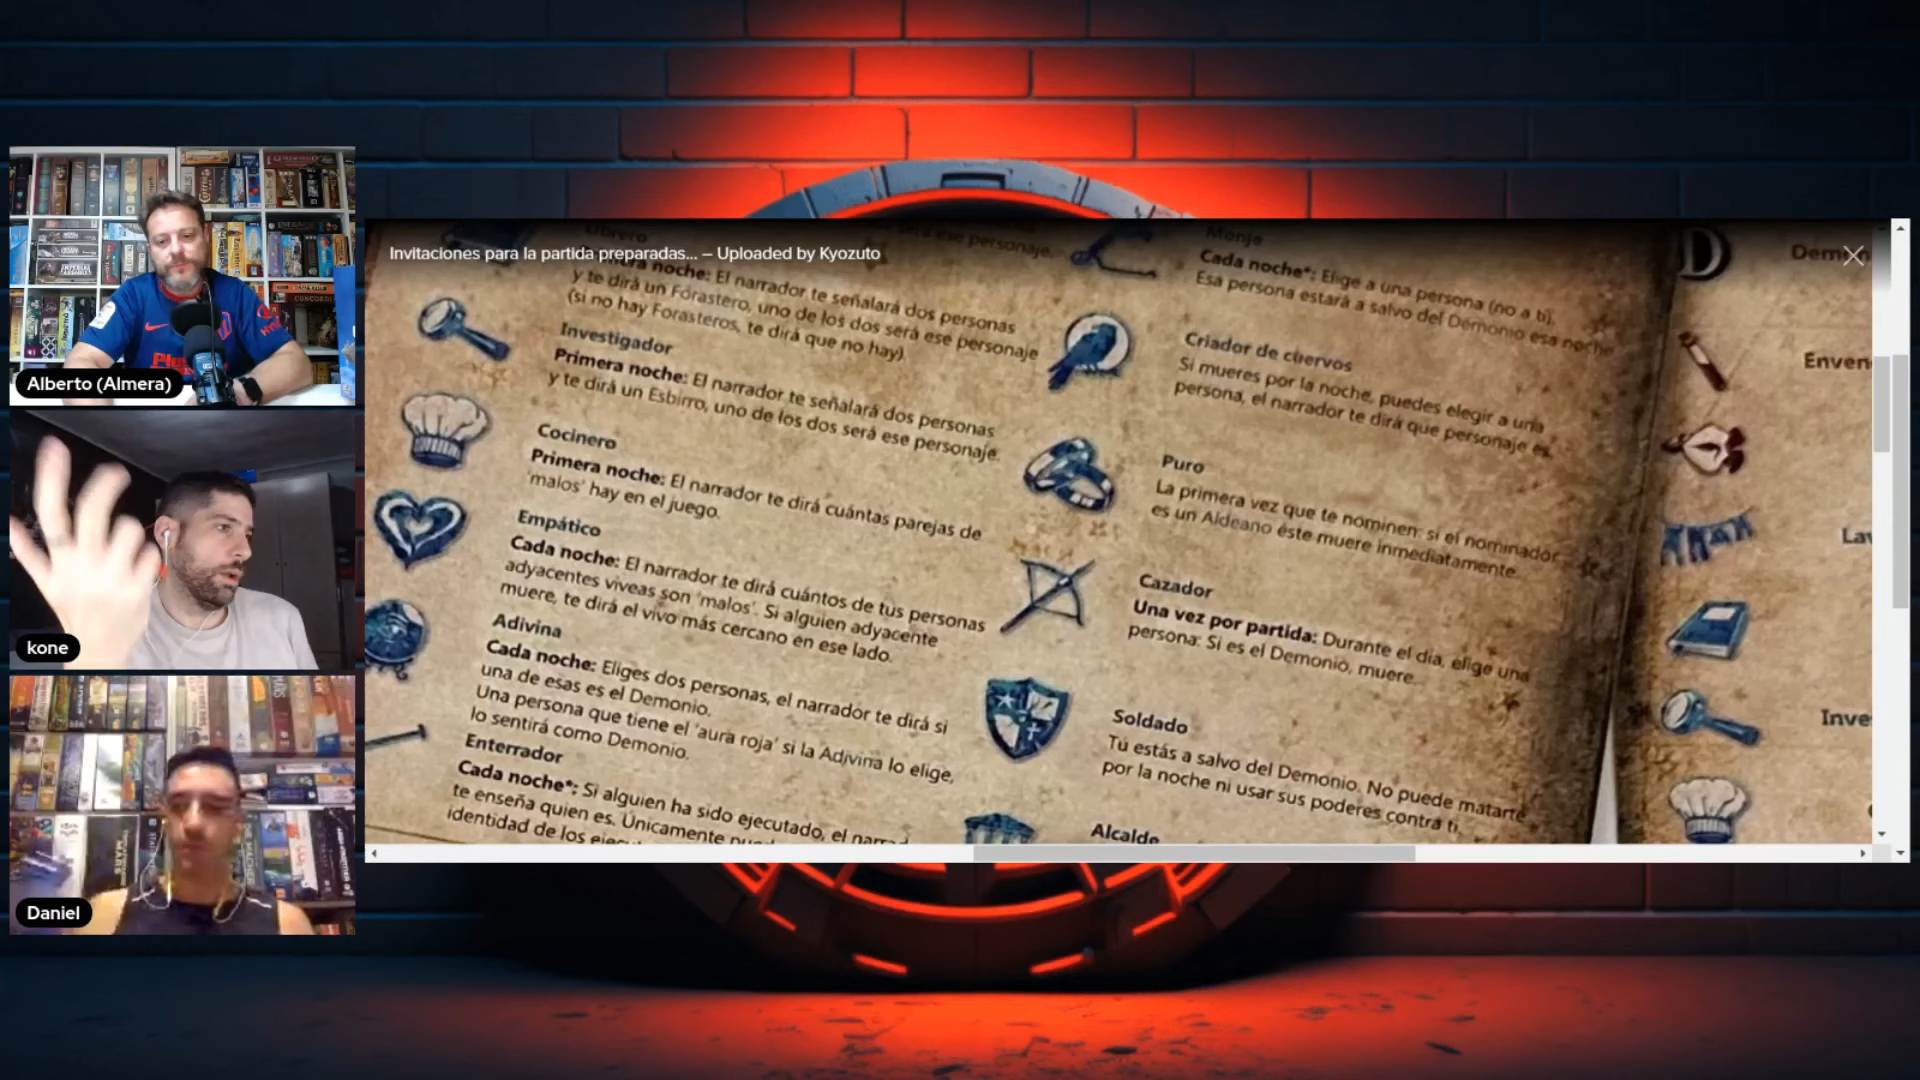 Invitaciones para la partida preparadas... – Uploaded by Kyozuto
Alberto (Almera)
kone
Daniel
Librero
noche: El narrador te señalará dos personas
y te dirá un Forastero, uno de los dos será ese personaje
(si no hay Forasteros, te dirá que no hay).
Investigador
Primera noche: El narrador te señalará dos personas
y te dirá un Esbirro, uno de los dos será ese personaje.
Cocinero
Primera noche: El narrador te dirá cuántas parejas de
'malos' hay en el juego.
Empático
Cada noche: El narrador te dirá cuántos de tus personas
adyacentes viveas son 'malos'. Si alguien adyacente
muere, te dirá el vivo más cercano en ese lado.
Adivina
Cada noche: Eliges dos personas, el narrador te dirá si
una de esas es el Demonio.
Una persona que tiene el 'aura roja' si la Adivina lo elige,
lo sentirá como Demonio.
Enterrador
Cada noche*: Si alguien ha sido ejecutado, el
te enseña quien es. Únicamente
identidad de los
será ese personaje.
Monje
Cada noche*: Elige a una persona (no a ti).
Esa persona estará a salvo del Demonio esa noche
Criador de cuervos
Si mueres por la noche, puedes elegir a una
persona, el narrador te dirá que personaje es.
Puro
La primera vez que te nominen: si el nominador
es un Aldeano éste muere inmediatamente.
Cazador
Una vez por partida: Durante el día, elige una
persona: Si es el Demonio, muere.
Soldado
Tú estás a salvo del Demonio. No puede matarte
por la noche ni usar sus poderes contra ti.
Alcalde
D
Enven
Lav
Inve